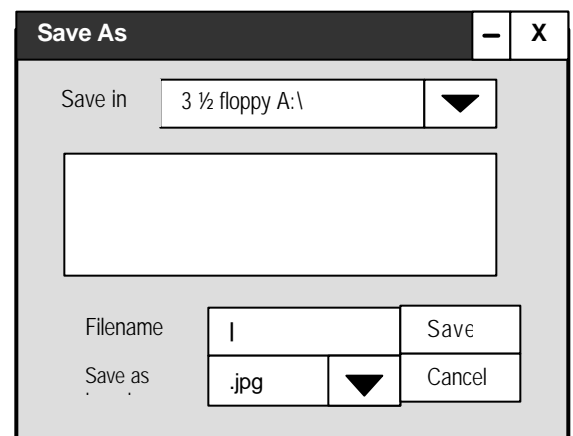 Save As – X
Save in 3 ½ floppy A:\
Filename l Save
Save as .jpg Cancel